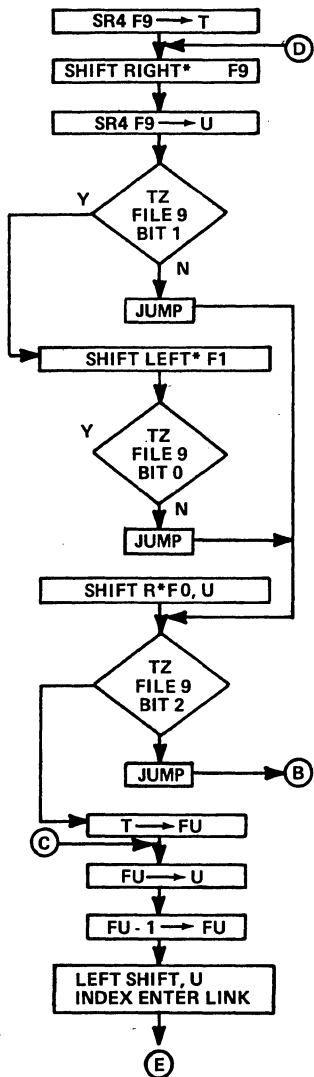 SR4 F9 → T
D
SHIFT RIGHT* F9
SR4 F9 → U
Y
TZ
FILE 9
BIT 1
N
JUMP
SHIFT LEFT* F1
Y
TZ
FILE 9
BIT 0
N
JUMP
SHIFT R*F0, U
TZ
FILE 9
BIT 2
JUMP
B
T → FU
C
FU → U
FU - 1 → FU
LEFT SHIFT, U
INDEX ENTER LINK
E